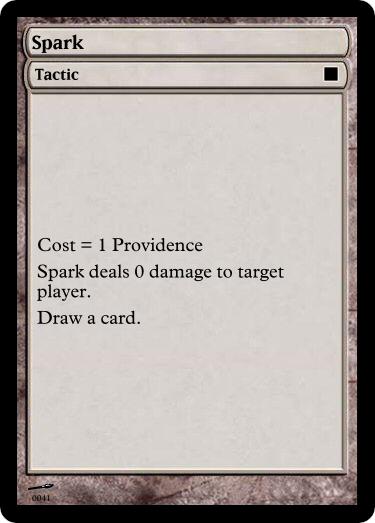 Spark
Tactic
Cost = 1 Providence
Spark deals 0 damage to target
player.
Draw a card.
0041